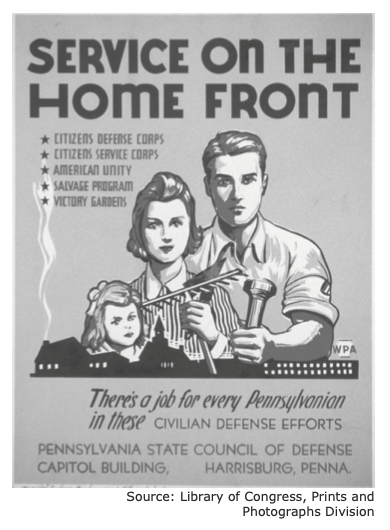 SERVICE ON THE
HOME FRONT
★ CITIZENS DEFENSE CORPS
★ CITIZENS SERVICE CORPS
★ AMERICAN UNITY
★ SALVAGE PROGRAM
★ VICTORY GARDENS
WPA
There's a job for every Pennsylvanian
in these CIVILIAN DEFENSE EFFORTS
PENNSYLVANIA STATE COUNCIL OF DEFENSE
CAPITOL BUILDING, HARRISBURG, PENNA.
Source: Library of Congress, Prints and
Photographs Division